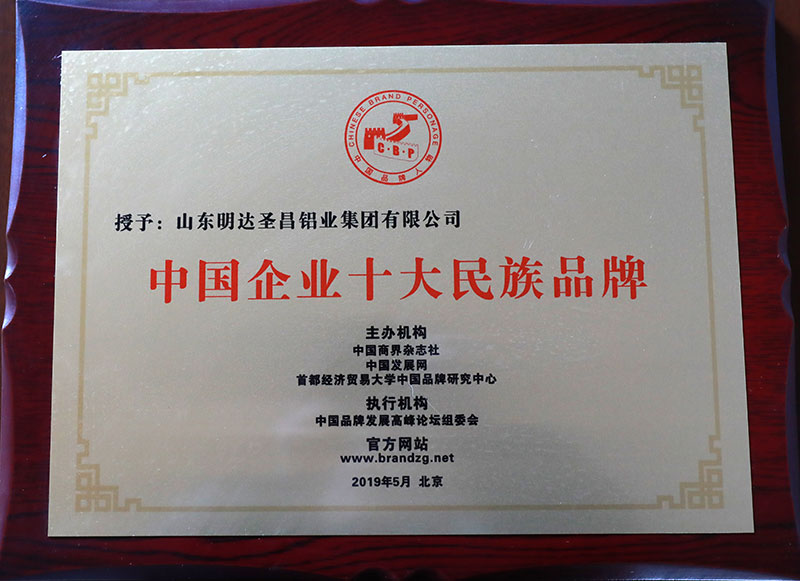 CHINESE BRAND PERSONAGE
C·B·P
中国品牌人物
授予：山东明达圣昌铝业集团有限公司
中国企业十大民族品牌
主办机构
中国商界杂志社
中国发展网
首都经济贸易大学中国品牌研究中心
执行机构
中国品牌发展高峰论坛组委会
官方网站
www.brandzg.net
2019年5月 北京